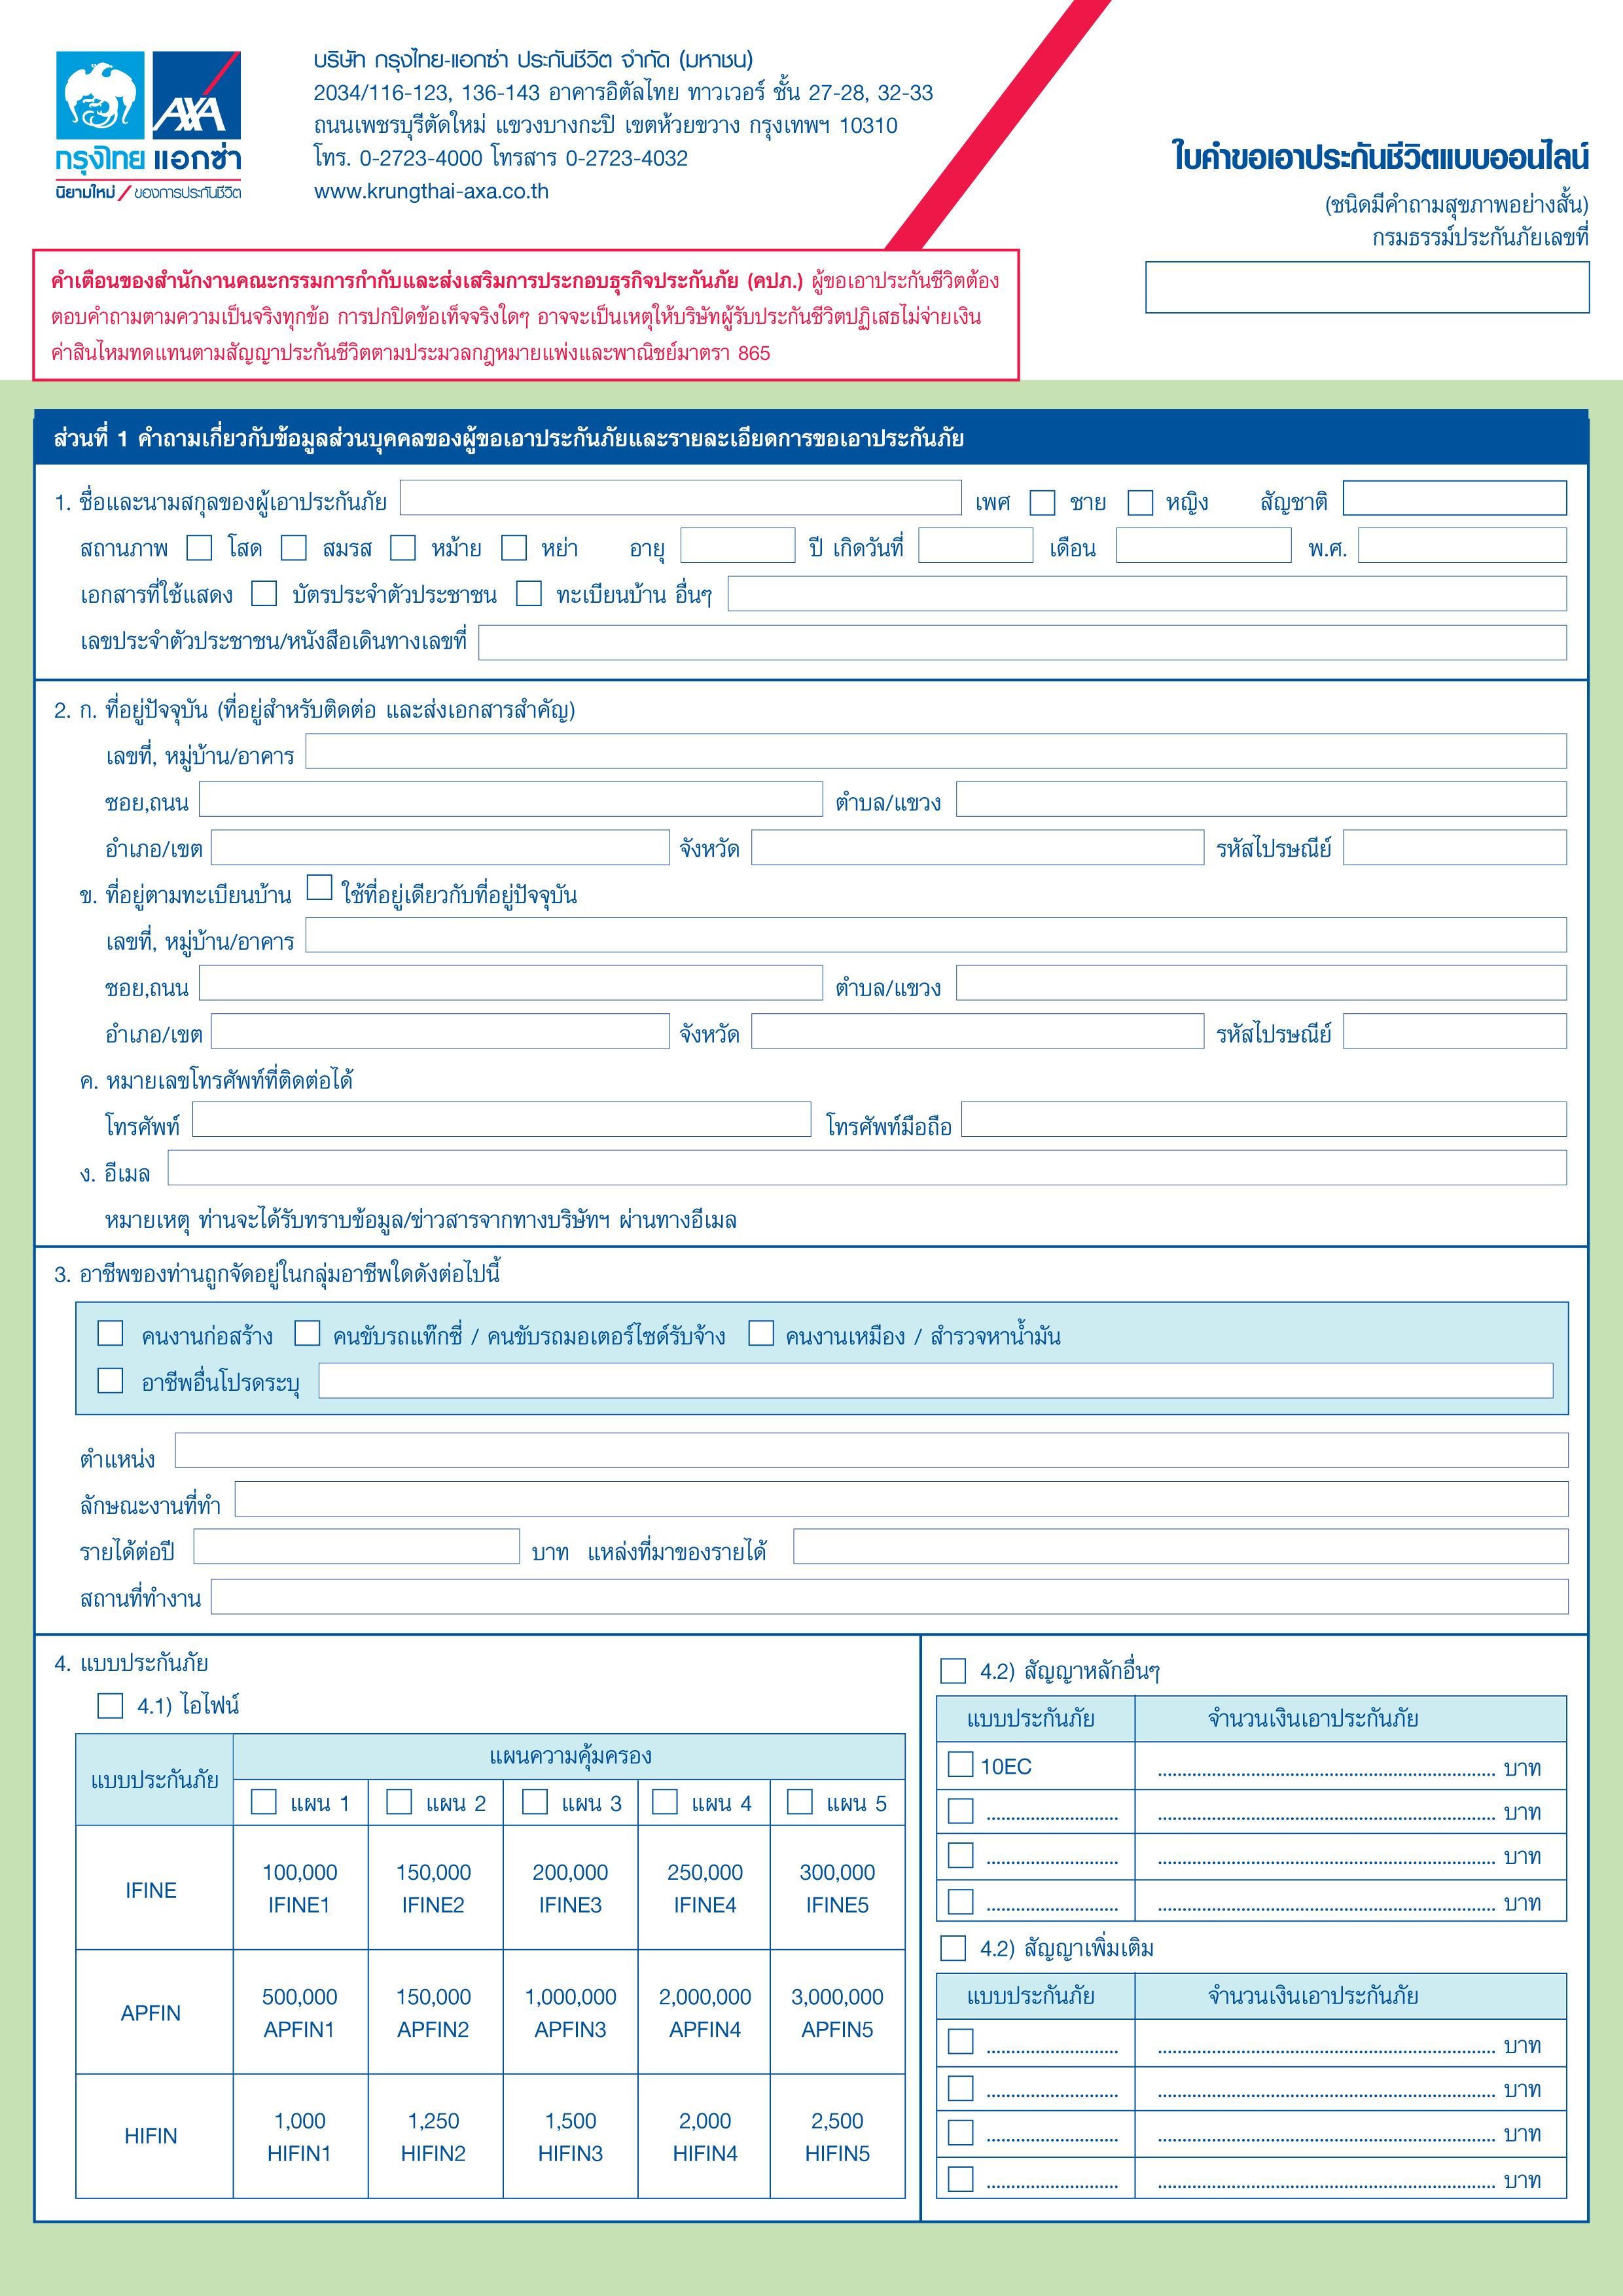 กรุงไทย แอกซ่า
นิยามใหม่ / ของการประกันชีวิต
AXA
บริษัท กรุงไทย-แอกซ่า ประกันชีวิต จำกัด (มหาชน)
2034/116-123, 136-143 อาคารอิตัลไทย ทาวเวอร์ ชั้น 27-28, 32-33
ถนนเพชรบุรีตัดใหม่ แขวงบางกะปิ เขตห้วยขวาง กรุงเทพฯ 10310
โทร. 0-2723-4000 โทรสาร 0-2723-4032
www.krungthai-axa.co.th
ใบคำขอเอาประกันชีวิตแบบออนไลน์
(ชนิดมีคำถามสุขภาพอย่างสั้น)
กรมธรรม์ประกันภัยเลขที่
คำเตือนของสำนักงานคณะกรรมการกำกับและส่งเสริมการประกอบธุรกิจประกันภัย (คปภ.) ผู้ขอเอาประกันชีวิตต้อง
ตอบคำถามตามความเป็นจริงทุกข้อ การปกปิดข้อเท็จจริงใดๆ อาจจะเป็นเหตุให้บริษัทผู้รับประกันชีวิตปฏิเสธไม่จ่ายเงิน
ค่าสินไหมทดแทนตามสัญญาประกันชีวิตตามประมวลกฎหมายแพ่งและพาณิชย์มาตรา 865
ส่วนที่ 1 คำถามเกี่ยวกับข้อมูลส่วนบุคคลของผู้ขอเอาประกันภัยและรายละเอียดการขอเอาประกันภัย
1. ชื่อและนามสกุลของผู้เอาประกันภัย เพศ ชาย หญิง สัญชาติ
สถานภาพ โสด สมรส หม้าย หย่า อายุ ปี เกิดวันที่ เดือน พ.ศ.
เอกสารที่ใช้แสดง บัตรประจำตัวประชาชน ทะเบียนบ้าน อื่นๆ
เลขประจำตัวประชาชน/หนังสือเดินทางเลขที่
2. ก. ที่อยู่ปัจจุบัน (ที่อยู่สำหรับติดต่อ และส่งเอกสารสำคัญ)
เลขที่, หมู่บ้าน/อาคาร
ซอย,ถนน ตำบล/แขวง
อำเภอ/เขต จังหวัด รหัสไปรษณีย์
ข. ที่อยู่ตามทะเบียนบ้าน ใช้ที่อยู่เดียวกับที่อยู่ปัจจุบัน
เลขที่, หมู่บ้าน/อาคาร
ซอย,ถนน ตำบล/แขวง
อำเภอ/เขต จังหวัด รหัสไปรษณีย์
ค. หมายเลขโทรศัพท์ที่ติดต่อได้
โทรศัพท์ โทรศัพท์มือถือ
ง. อีเมล
หมายเหตุ ท่านจะได้รับทราบข้อมูล/ข่าวสารจากทางบริษัทฯ ผ่านทางอีเมล
3. อาชีพของท่านถูกจัดอยู่ในกลุ่มอาชีพใดดังต่อไปนี้
คนงานก่อสร้าง คนขับรถแท๊กซี่ / คนขับรถมอเตอร์ไซด์รับจ้าง คนงานเหมือง / สำรวจหาน้ำมัน
อาชีพอื่นโปรดระบุ
ตำแหน่ง
ลักษณะงานที่ทำ
รายได้ต่อปี บาท แหล่งที่มาของรายได้
สถานที่ทำงาน
4. แบบประกันภัย
4.1) ไอไฟน์
แบบประกันภัย แผนความคุ้มครอง
แผน 1 แผน 2 แผน 3 แผน 4 แผน 5
IFINE 100,000 150,000 200,000 250,000 300,000
IFINE1 IFINE2 IFINE3 IFINE4 IFINE5
APFIN 500,000 150,000 1,000,000 2,000,000 3,000,000
APFIN1 APFIN2 APFIN3 APFIN4 APFIN5
HIFIN 1,000 1,250 1,500 2,000 2,500
HIFIN1 HIFIN2 HIFIN3 HIFIN4 HIFIN5
4.2) สัญญาหลักอื่นๆ
แบบประกันภัย จำนวนเงินเอาประกันภัย
10EC ........ บาท
........ ........ บาท
........ ........ บาท
........ ........ บาท
4.2) สัญญาเพิ่มเติม
แบบประกันภัย จำนวนเงินเอาประกันภัย
........ ........ บาท
........ ........ บาท
........ ........ บาท
........ ........ บาท